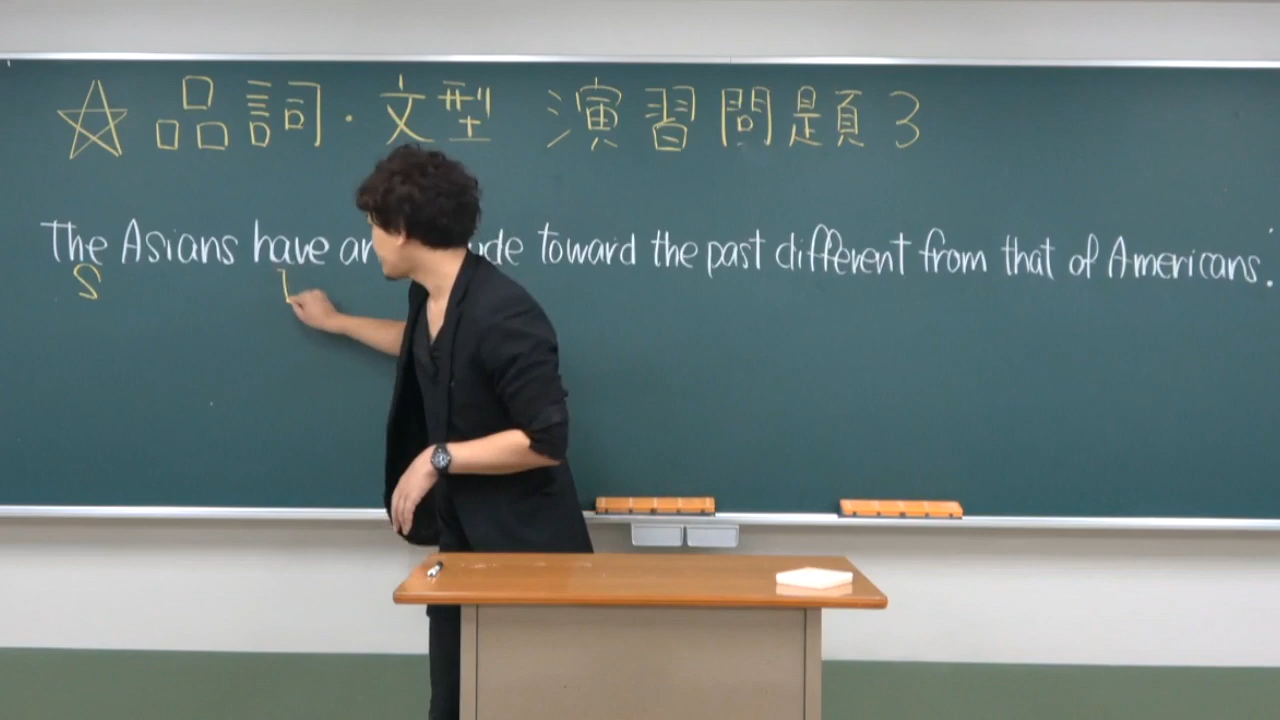 ☆ 品詞・文型 演習問題3
The Asians have an ude toward the past different from that of Americans.
S